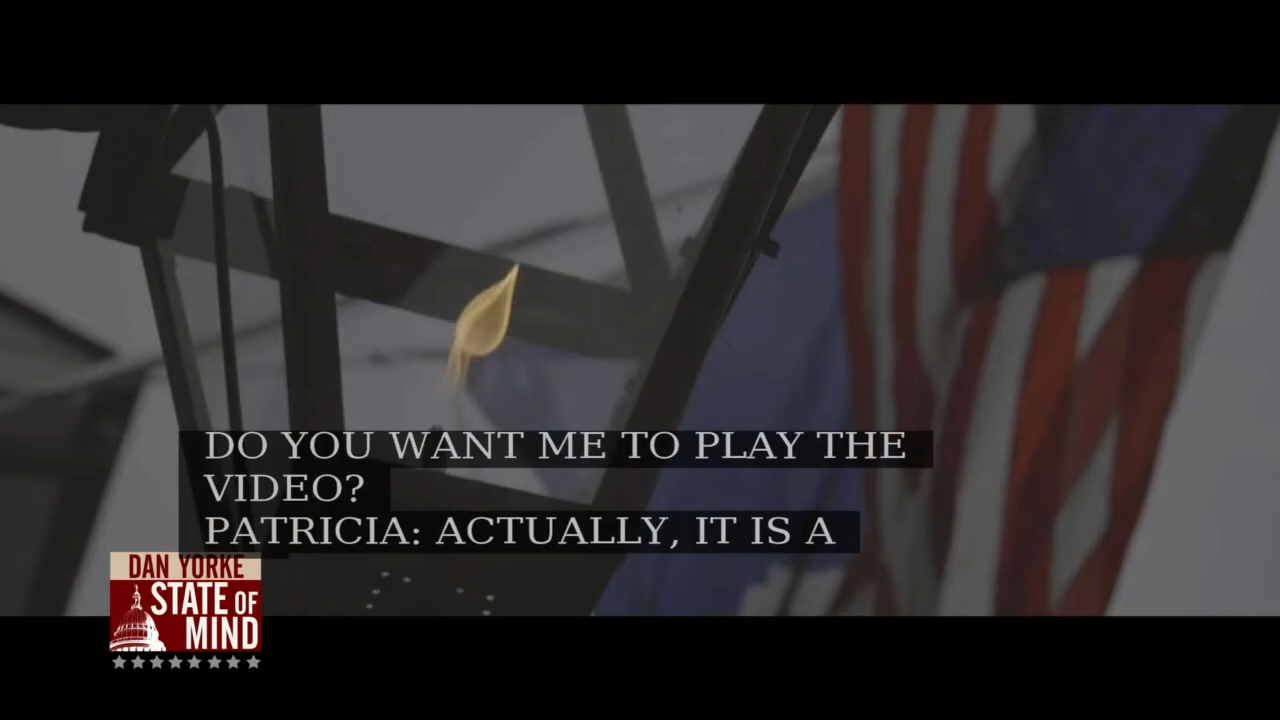 DO YOU WANT ME TO PLAY THE
VIDEO?
PATRICIA: ACTUALLY, IT IS A
DAN YORKE
STATE OF
MIND